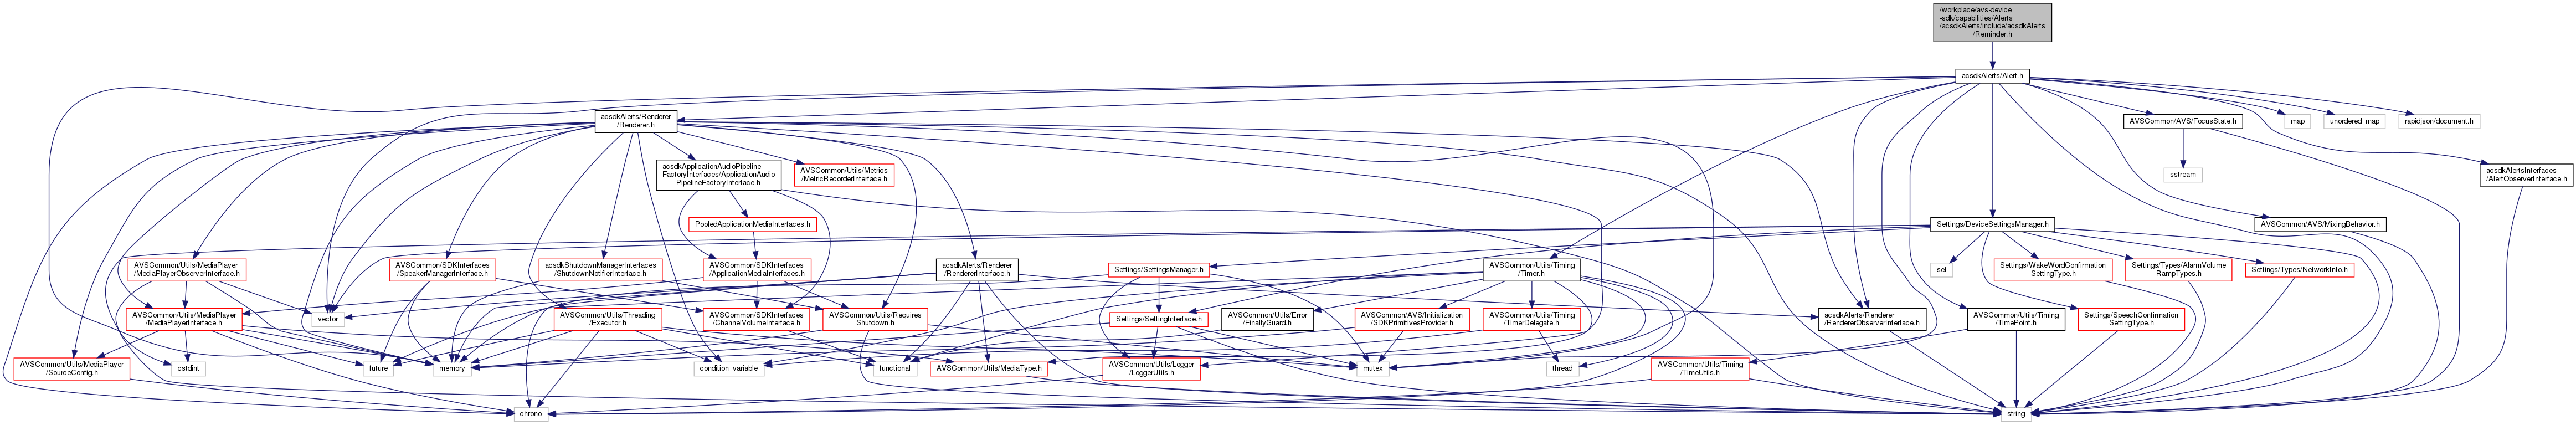 /workplace/avs-device
-sdk/capabilities/Alerts
/acsdkAlerts/include/acsdkAlerts
/Reminder.h
acsdkAlerts/Alert.h
acsdkAlerts/Renderer
/Renderer.h
AVSCommon/AVS/FocusState.h
map
unordered_map
rapidjson/document.h
acsdkApplicationAudioPipeline
FactoryInterfaces/ApplicationAudio
PipelineFactoryInterface.h
AVSCommon/Utils/Metrics
/MetricRecorderInterface.h
sstream
acsdkAlertsInterfaces
/AlertObserverInterface.h
PooledApplicationMediaInterfaces.h
Settings/DeviceSettingsManager.h
AVSCommon/AVS/MixingBehavior.h
AVSCommon/Utils/MediaPlayer
/MediaPlayerObserverInterface.h
AVSCommon/SDKInterfaces
/SpeakerManagerInterface.h
acsdkShutdownManagerInterfaces
/ShutdownNotifierInterface.h
AVSCommon/SDKInterfaces
/ApplicationMediaInterfaces.h
acsdkAlerts/Renderer
/RendererInterface.h
Settings/SettingsManager.h
AVSCommon/Utils/Timing
/Timer.h
set
Settings/WakeWordConfirmation
SettingType.h
Settings/Types/AlarmVolume
RampTypes.h
Settings/Types/NetworkInfo.h
AVSCommon/Utils/MediaPlayer
/MediaPlayerInterface.h
vector
AVSCommon/Utils/Threading
/Executor.h
AVSCommon/SDKInterfaces
/ChannelVolumeInterface.h
AVSCommon/Utils/Requires
Shutdown.h
Settings/SettingInterface.h
AVSCommon/Utils/Error
/FinallyGuard.h
AVSCommon/AVS/Initialization
/SDKPrimitivesProvider.h
AVSCommon/Utils/Timing
/TimerDelegate.h
acsdkAlerts/Renderer
/RendererObserverInterface.h
AVSCommon/Utils/Timing
/TimePoint.h
Settings/SpeechConfirmation
SettingType.h
AVSCommon/Utils/MediaPlayer
/SourceConfig.h
cstdint
future
memory
condition_variable
functional
AVSCommon/Utils/MediaType.h
AVSCommon/Utils/Logger
/LoggerUtils.h
mutex
thread
AVSCommon/Utils/Timing
/TimeUtils.h
chrono
string